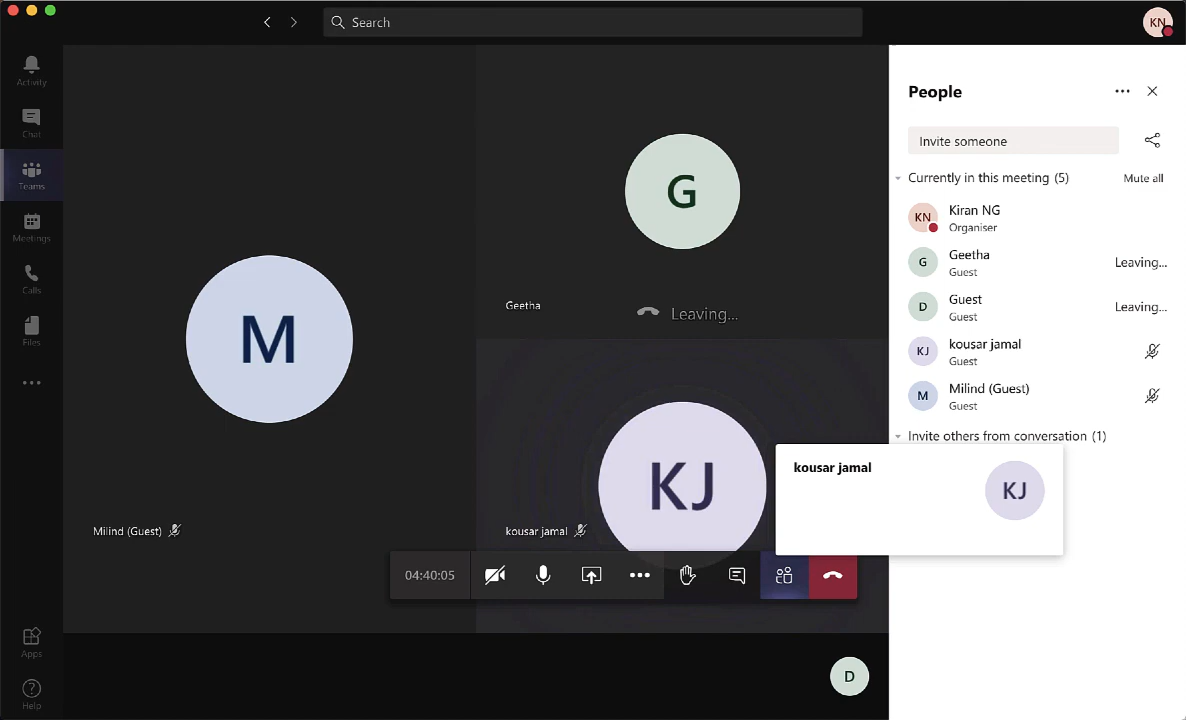 Search
KN
Activity
Chat
Teams
Meetings
Calls
Files
Apps
Help
M
Milind (Guest)
G
Geetha
Leaving...
KJ
kousar jamal
04:40:05
D
People
Invite someone
Currently in this meeting (5)
Mute all
KN
Kiran NG
Organiser
G
Geetha
Guest
Leaving...
D
Guest
Guest
Leaving...
KJ
kousar jamal
Guest
M
Milind (Guest)
Guest
Invite others from conversation (1)
kousar jamal
KJ